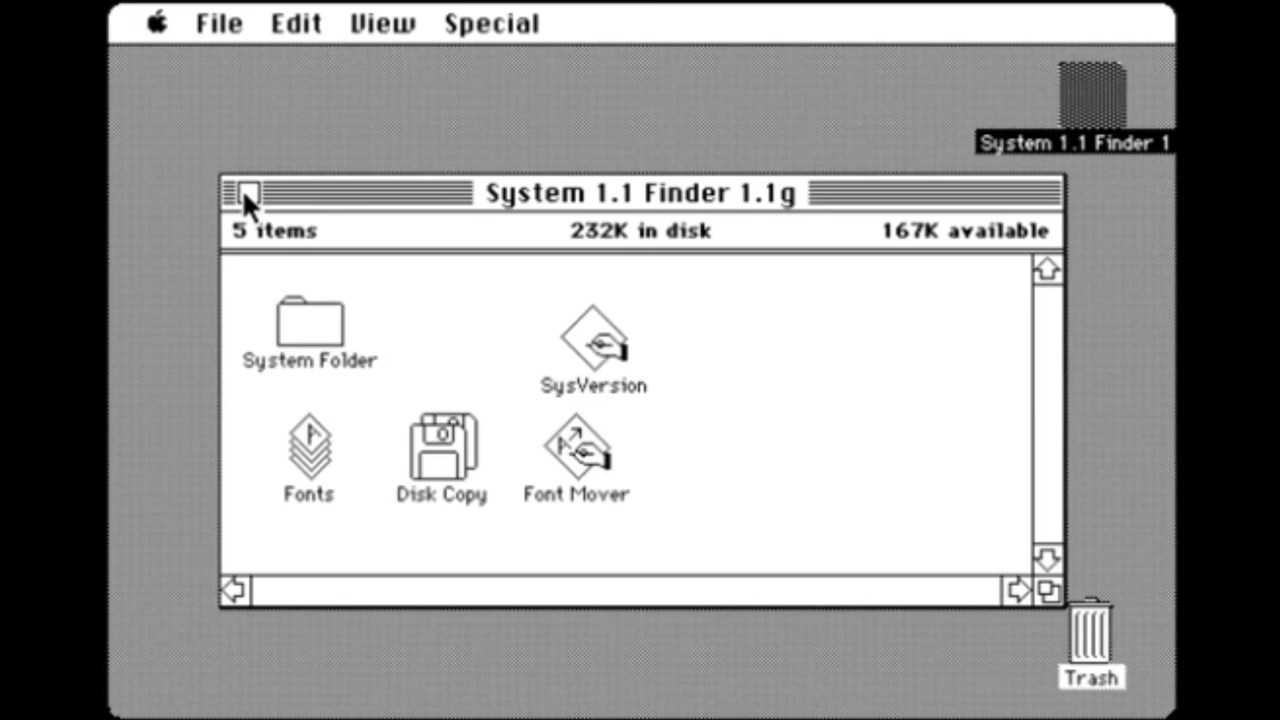 File Edit View Special
System 1.1 Finder 1
System 1.1 Finder 1.1g
5 items 232K in disk 167K available
System Folder
SysVersion
Fonts Disk Copy Font Mover
Trash